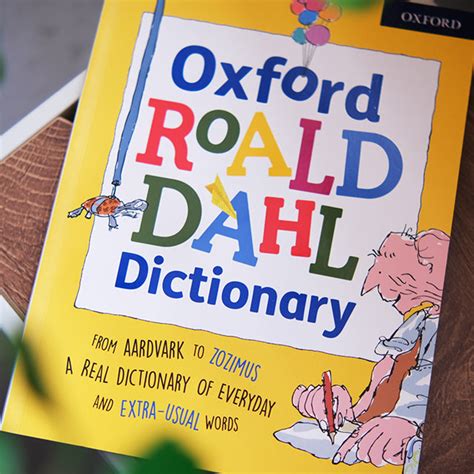 OXFORD
Oxford
ROALD
DAHL
Dictionary
FROM AARDVARK TO ZOZIMUS
A REAL DICTIONARY OF EVERYDAY
AND EXTRA-USUAL WORDS